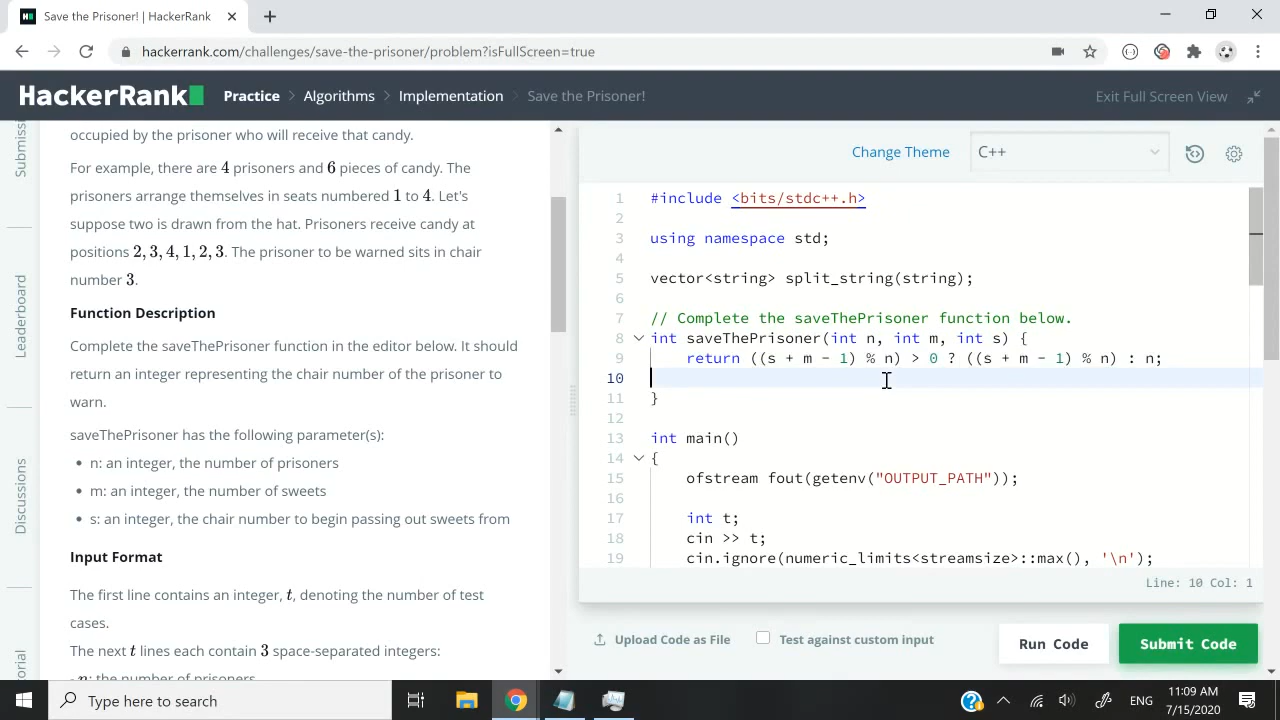 Save the Prisoner! | HackerRank
hackerrank.com/challenges/save-the-prisoner/problem?isFullScreen=true
HackerRank
Practice > Algorithms > Implementation > Save the Prisoner!
Exit Full Screen View
Submissi
Leaderboard
Discussions
torial
occupied by the prisoner who will receive that candy.
For example, there are 4 prisoners and 6 pieces of candy. The
prisoners arrange themselves in seats numbered 1 to 4. Let's
suppose two is drawn from the hat. Prisoners receive candy at
positions 2, 3, 4, 1, 2, 3. The prisoner to be warned sits in chair
number 3.
Function Description
Complete the saveThePrisoner function in the editor below. It should
return an integer representing the chair number of the prisoner to
warn.
saveThePrisoner has the following parameter(s):
• n: an integer, the number of prisoners
• m: an integer, the number of sweets
• s: an integer, the chair number to begin passing out sweets from
Input Format
The first line contains an integer, t, denoting the number of test
cases.
The next t lines each contain 3 space-separated integers:
- n: the number of prisoners
Change Theme
C++
1 #include <bits/stdc++.h>
2
3 using namespace std;
4
5 vector<string> split_string(string);
6
7 // Complete the saveThePrisoner function below.
8 int saveThePrisoner(int n, int m, int s) {
9 return ((s + m - 1) % n) > 0 ? ((s + m - 1) % n) : n;
10
11 }
12
13 int main()
14 {
15 ofstream fout(getenv("OUTPUT_PATH"));
16
17 int t;
18 cin >> t;
19 cin.ignore(numeric_limits<streamsize>::max(), '\n');
Line: 10 Col: 1
Upload Code as File
Test against custom input
Run Code
Submit Code
Type here to search
ENG
11:09 AM
7/15/2020